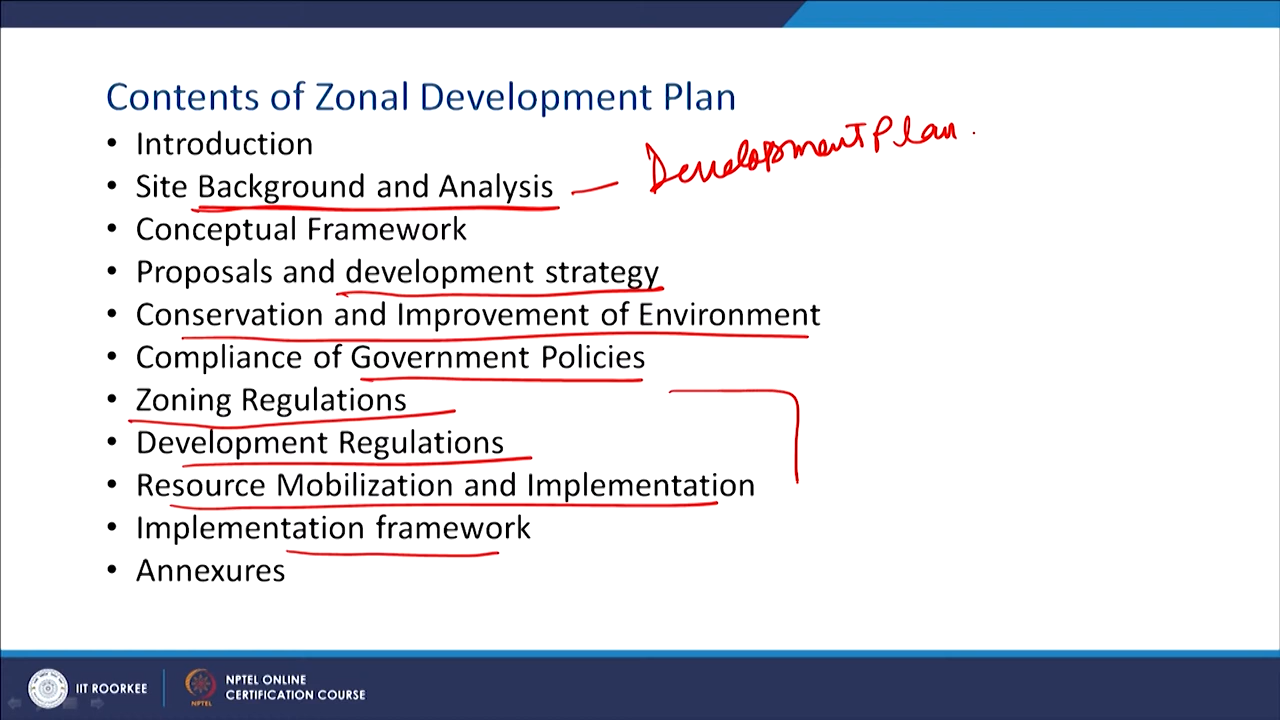 Contents of Zonal Development Plan
• Introduction
• Site Background and Analysis — Development Plan.
• Conceptual Framework
• Proposals and development strategy
• Conservation and Improvement of Environment
• Compliance of Government Policies
• Zoning Regulations
• Development Regulations
• Resource Mobilization and Implementation
• Implementation framework
• Annexures
IIT ROORKEE
NPTEL
NPTEL ONLINE
CERTIFICATION COURSE